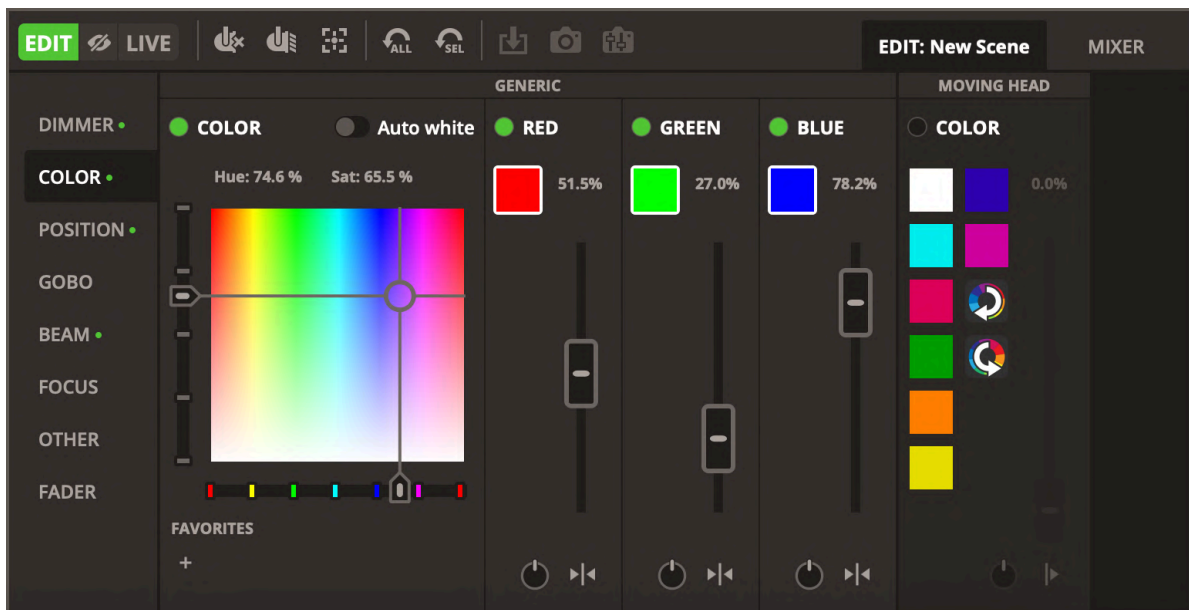 EDIT LIVE ALL SEL EDIT: New Scene MIXER
GENERIC MOVING HEAD
DIMMER
COLOR
POSITION
GOBO
BEAM
FOCUS
OTHER
FADER
COLOR Auto white
Hue: 74.6 % Sat: 65.5 %
FAVORITES
+
RED
51.5%
GREEN
27.0%
BLUE
78.2%
COLOR
0.0%